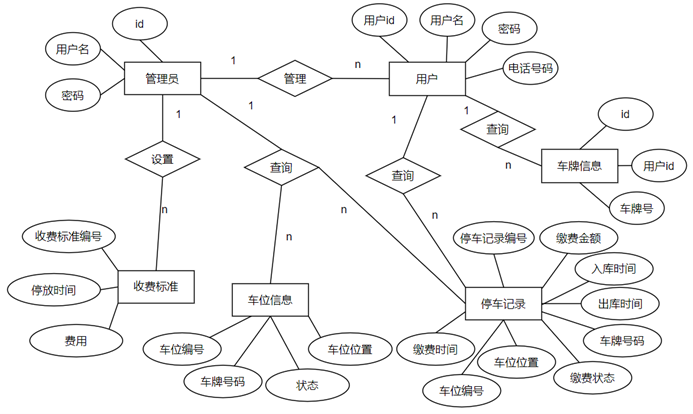 id
用户id
用户名
用户名
密码
电话号码
密码
管理员
1
管理
n
用户
1
1
1
1
id
查询
n
车牌信息
用户id
设置
查询
查询
车牌号
n
n
n
收费标准编号
停车记录编号
缴费金额
n
入库时间
停放时间
收费标准
车位信息
停车记录
出库时间
费用
车位编号
车位位置
缴费时间
车牌号码
车位位置
车牌号码
状态
车位编号
缴费状态